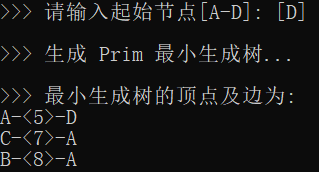 >>> 请输入起始节点[A-D]: [D]
>>> 生成 Prim 最小生成树...
>>> 最小生成树的顶点及边为:
A-<5>-D
C-<7>-A
B-<8>-A